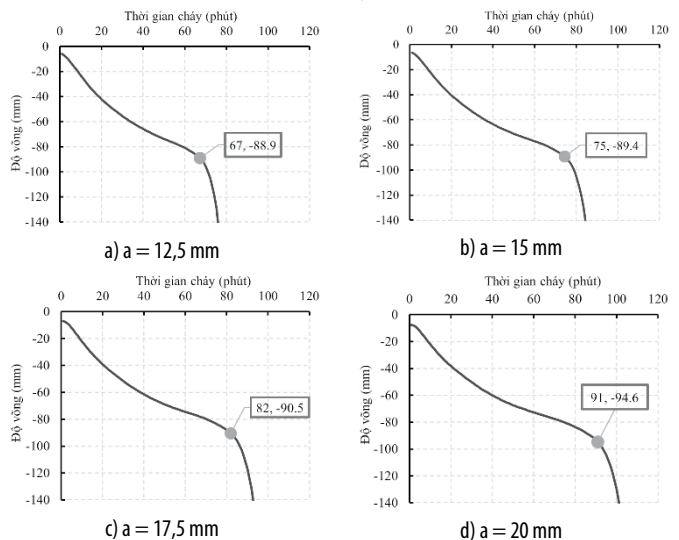 Thời gian cháy (phút)
0 20 40 60 80 100 120
0
-20
-40
-60
-80
-100
-120
-140
Độ võng (mm)
67, -88.9
a) a = 12,5 mm
Thời gian cháy (phút)
0 20 40 60 80 100 120
0
-20
-40
-60
-80
-100
-120
-140
Độ võng (mm)
75, -89.4
b) a = 15 mm
Thời gian cháy (phút)
0 20 40 60 80 100 120
0
-20
-40
-60
-80
-100
-120
-140
Độ võng (mm)
82, -90.5
c) a = 17,5 mm
Thời gian cháy (phút)
0 20 40 60 80 100 120
0
-20
-40
-60
-80
-100
-120
-140
Độ võng (mm)
91, -94.6
d) a = 20 mm